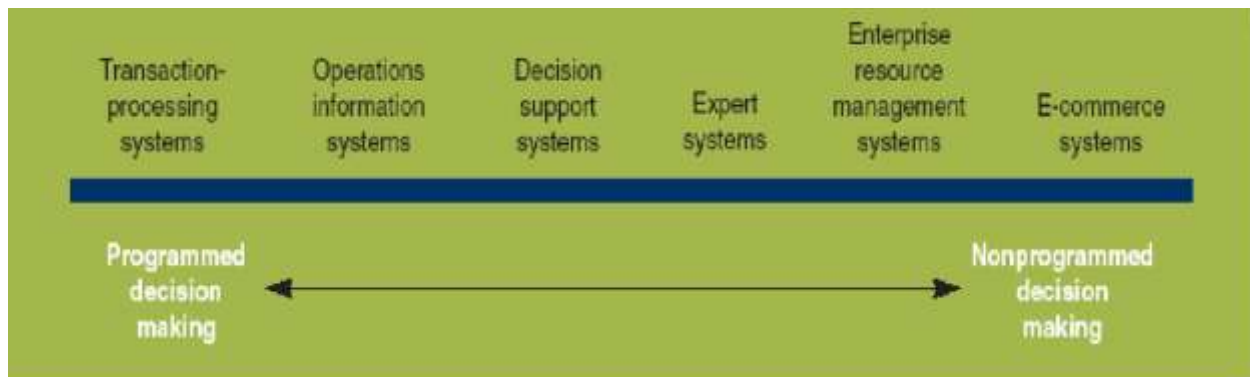 Transaction-
processing
systems
Operations
information
systems
Decision
support
systems
Expert
systems
Enterprise
resource
management
systems
E-commerce
systems
Programmed
decision
making
Nonprogrammed
decision
making